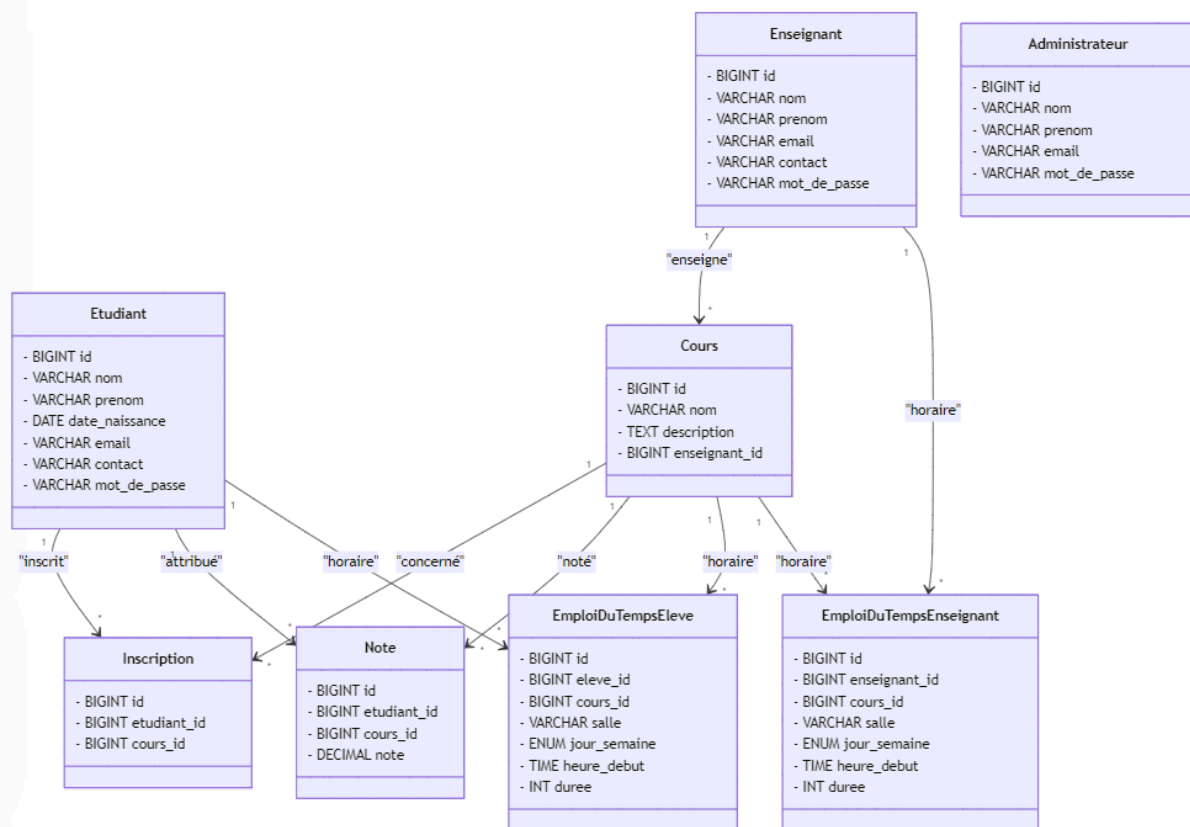 Enseignant
- BIGINT id
- VARCHAR nom
- VARCHAR prenom
- VARCHAR email
- VARCHAR contact
- VARCHAR mot_de_passe
Administrateur
- BIGINT id
- VARCHAR nom
- VARCHAR prenom
- VARCHAR email
- VARCHAR mot_de_passe
1
"enseigne"
*
1
"horaire"
*
Etudiant
- BIGINT id
- VARCHAR nom
- VARCHAR prenom
- DATE date_naissance
- VARCHAR email
- VARCHAR contact
- VARCHAR mot_de_passe
Cours
- BIGINT id
- VARCHAR nom
- TEXT description
- BIGINT enseignant_id
1
"inscrit"
*
1
"attribué"
*
1
"horaire"
*
1
"concerné"
*
1
"noté"
*
1
"horaire"
*
1
"horaire"
*
Inscription
- BIGINT id
- BIGINT etudiant_id
- BIGINT cours_id
Note
- BIGINT id
- BIGINT etudiant_id
- BIGINT cours_id
- DECIMAL note
EmploiDuTempsEleve
- BIGINT id
- BIGINT eleve_id
- BIGINT cours_id
- VARCHAR salle
- ENUM jour_semaine
- TIME heure_debut
- INT duree
EmploiDuTempsEnseignant
- BIGINT id
- BIGINT enseignant_id
- BIGINT cours_id
- VARCHAR salle
- ENUM jour_semaine
- TIME heure_debut
- INT duree